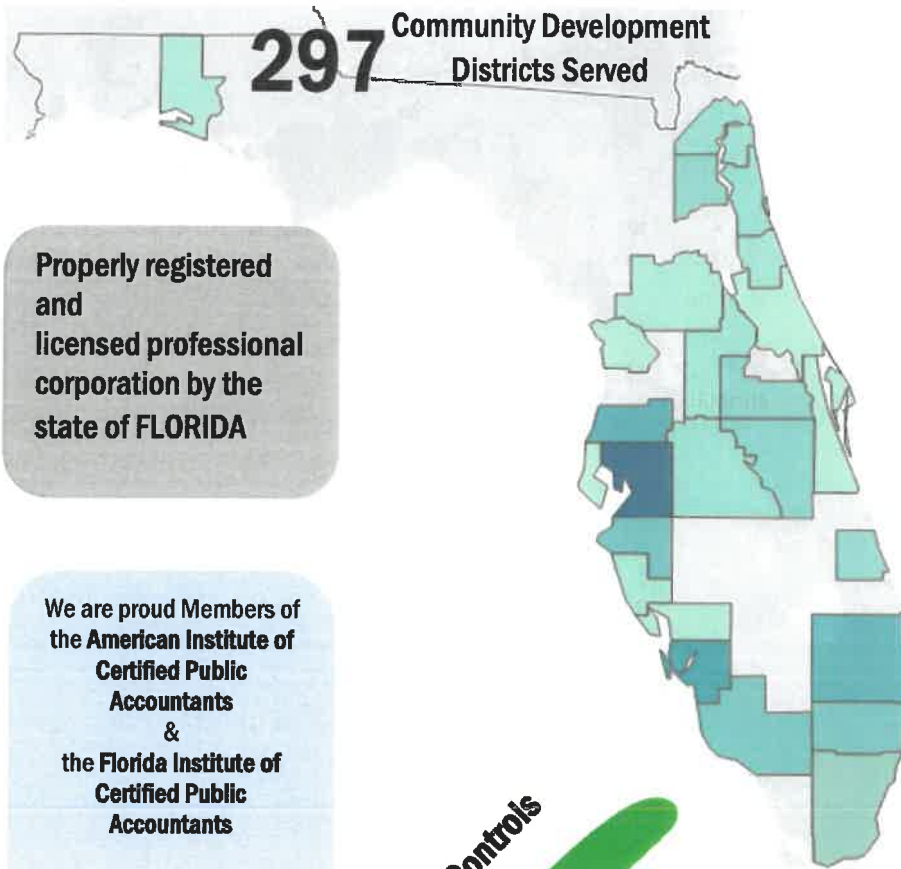 297
Community Development
Districts Served
Properly registered
and
licensed professional
corporation by the
state of FLORIDA
We are proud Members of
the American Institute of
Certified Public
Accountants
&
the Florida Institute of
Certified Public
Accountants
Controls